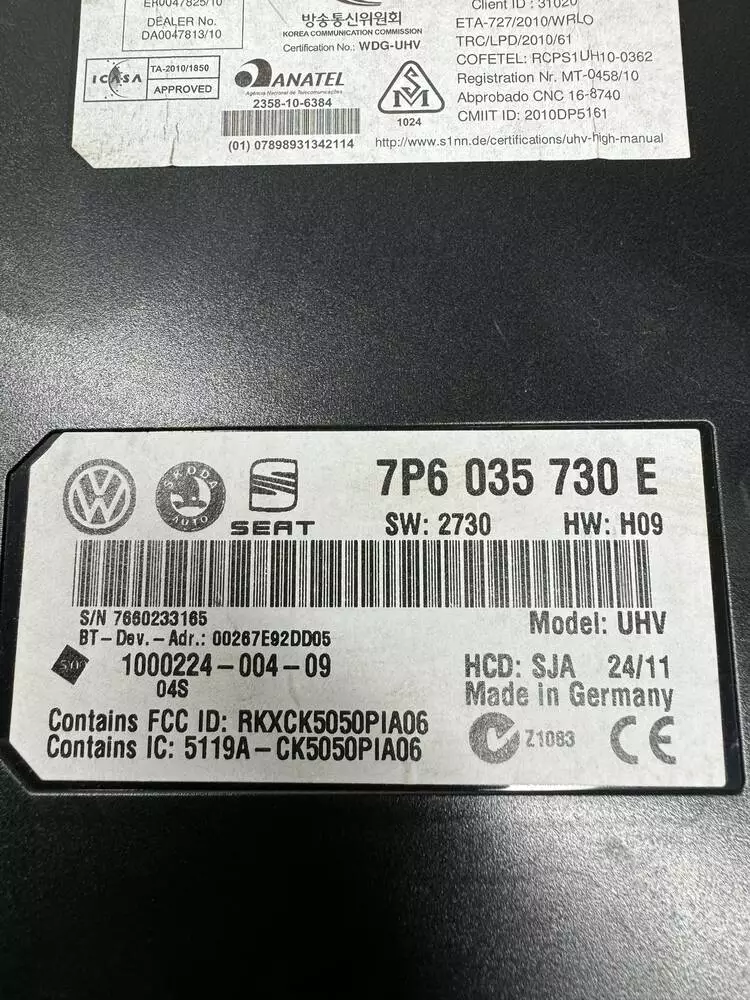 ER0047825/10
DEALER No.
DA0047813/10
ICASA
TA-2010/1850
APPROVED
방송통신위원회
KOREA COMMUNICATION COMMISSION
Certification No.: WDG-UHV
ANATEL
Agência Nacional de Telecomunicações
2358-10-6384
(01) 07898931342114
SM
1024
Client ID : 31020
ETA-727/2010/WRLO
TRC/LPD/2010/61
COFETEL: RCPS1UH10-0362
Registration Nr. MT-0458/10
Aprobado CNC 16-8740
CMIIT ID: 2010DP5161
http://www.s1nn.de/certifications/uhv-high-manual
VW
SKODA
AUTO
SEAT
7P6 035 730 E
SW: 2730 HW: H09
S/N 7660233165
BT-Dev.-Adr.: 00267E92DD05
Model: UHV
1000224-004-09
04S
HCD: SJA 24/11
Made in Germany
Contains FCC ID: RKXCK5050PIA06
Contains IC: 5119A-CK5050PIA06
Z1083
CE